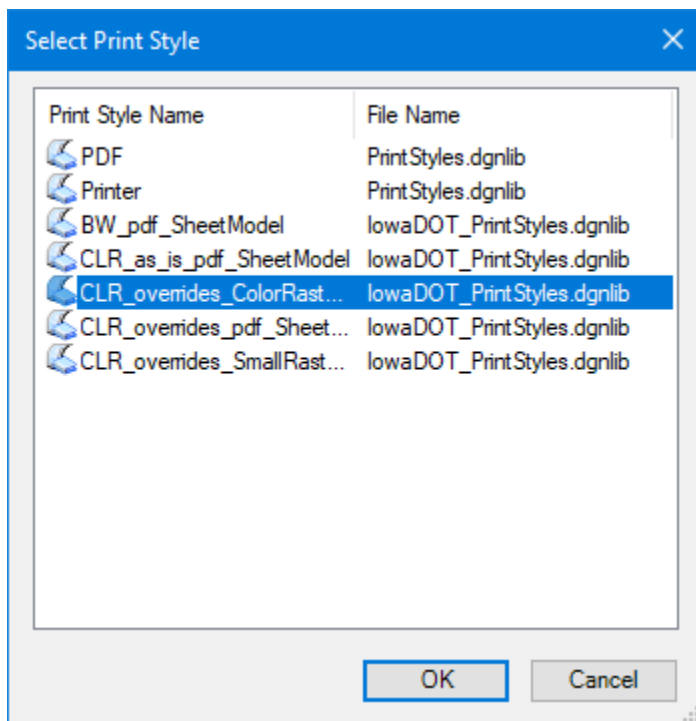 Select Print Style
Print Style Name File Name
PDF PrintStyles.dgnlib
Printer PrintStyles.dgnlib
BW_pdf_SheetModel IowaDOT_PrintStyles.dgnlib
CLR_as_is_pdf_SheetModel IowaDOT_PrintStyles.dgnlib
CLR_overrides_ColorRast... IowaDOT_PrintStyles.dgnlib
CLR_overrides_pdf_Sheet... IowaDOT_PrintStyles.dgnlib
CLR_overrides_SmallRast... IowaDOT_PrintStyles.dgnlib
OK Cancel